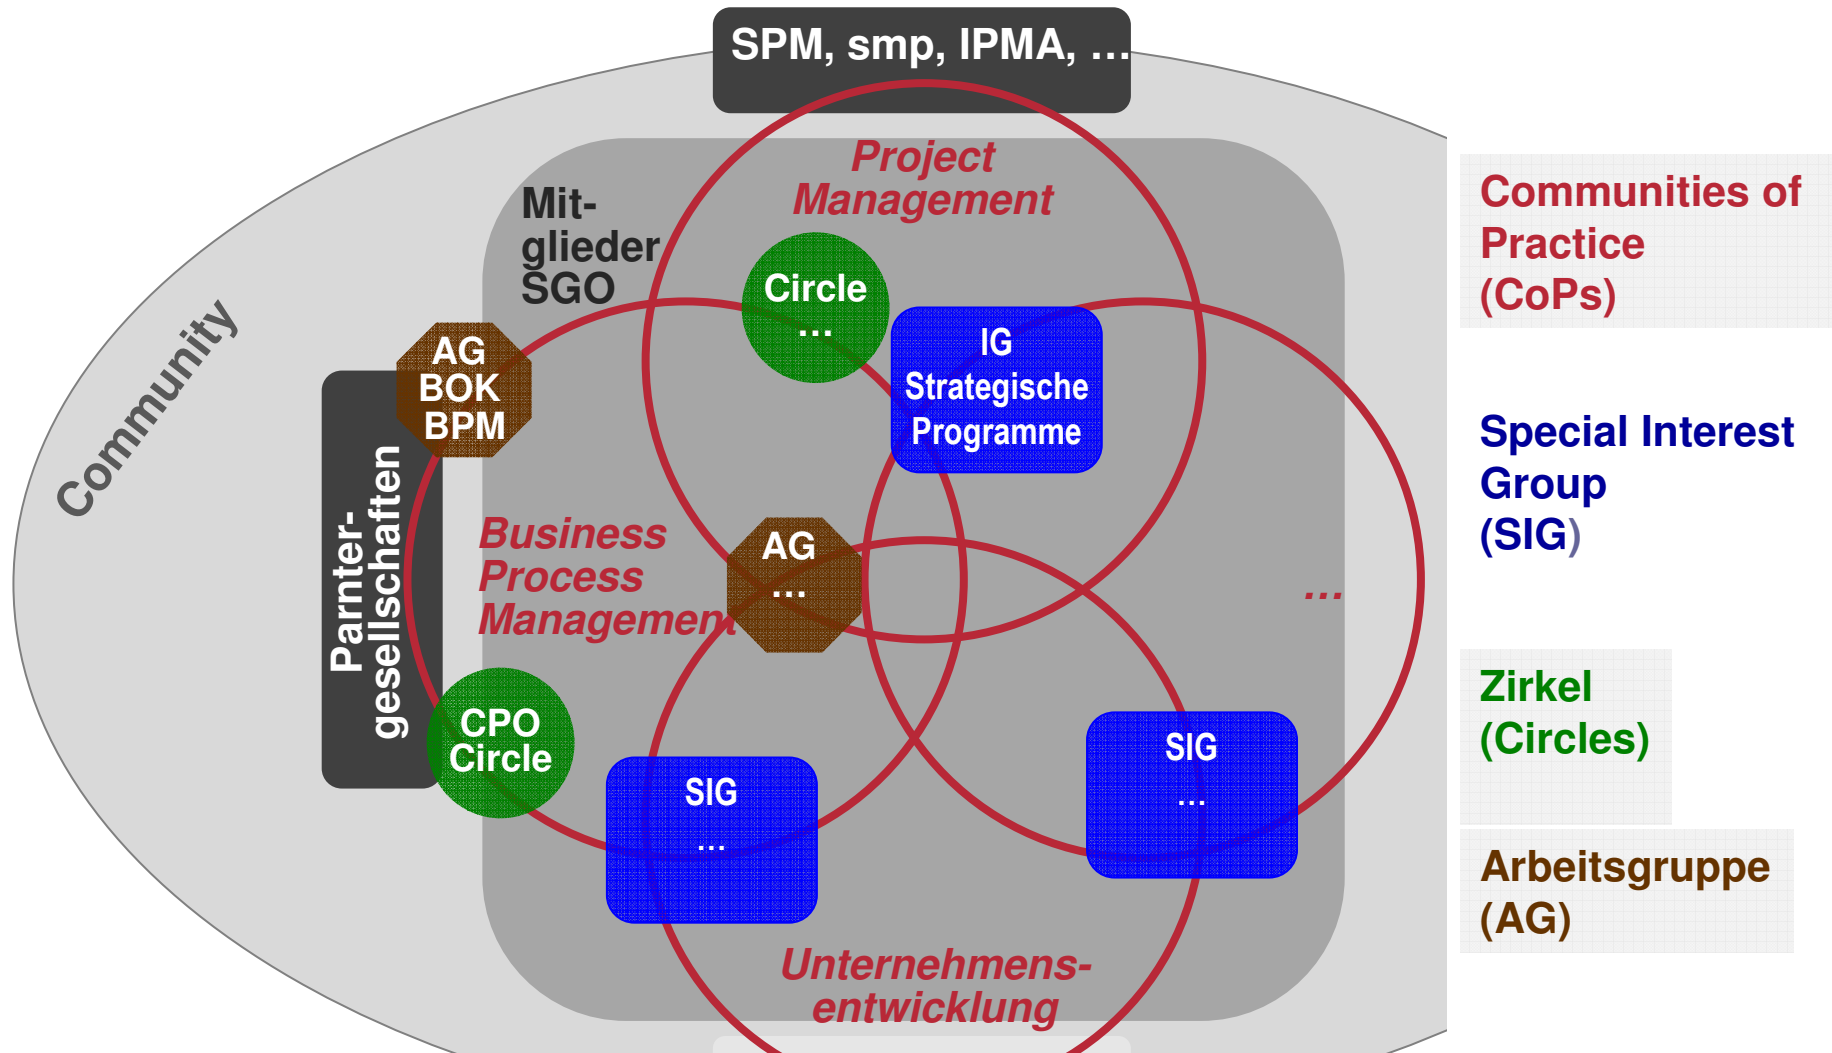 SPM, smp, IPMA, ...
Project
Management
Mit-
glieder
SGO
Circle
...
IG
Strategische
Programme
Community
AG
BOK
BPM
Parnter-
gesellschaften
Business
Process
Management
AG
...
...
CPO
Circle
SIG
...
SIG
...
Unternehmens-
entwicklung
Communities of
Practice
(CoPs)
Special Interest
Group
(SIG)
Zirkel
(Circles)
Arbeitsgruppe
(AG)